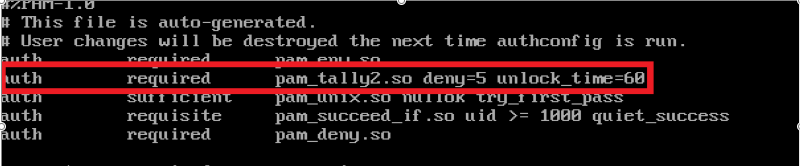 #%PAM-1.0
# This file is auto-generated.
# User changes will be destroyed the next time authconfig is run.
auth required pam_env.so
auth required pam_tally2.so deny=5 unlock_time=60
auth sufficient pam_unix.so nullok try_first_pass
auth requisite pam_succeed_if.so uid >= 1000 quiet_success
auth required pam_deny.so